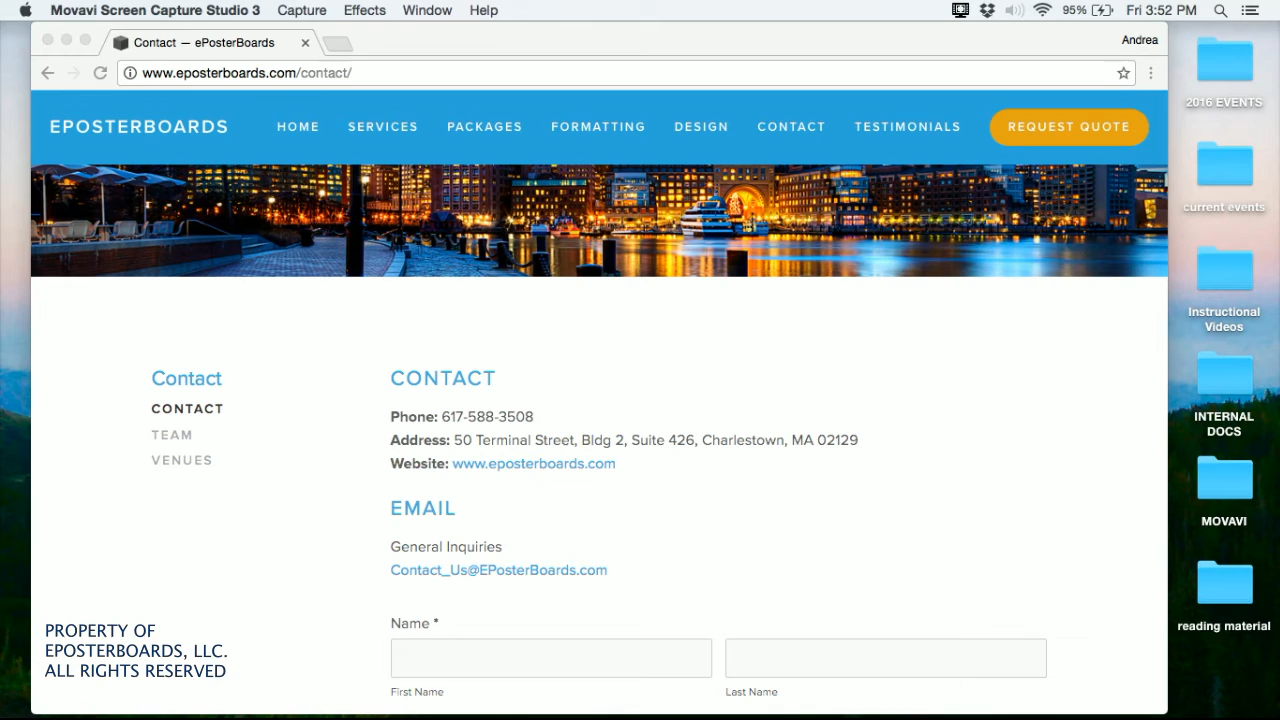 Movavi Screen Capture Studio 3 Capture Effects Window Help 95% Fri 3:52 PM
Contact — ePosterBoards Andrea
www.eposterboards.com/contact/
EPOSTERBOARDS HOME SERVICES PACKAGES FORMATTING DESIGN CONTACT TESTIMONIALS REQUEST QUOTE
2016 EVENTS
current events
Instructional
Videos
INTERNAL
DOCS
MOVAVI
reading material
Contact
CONTACT
TEAM
VENUES
CONTACT
Phone: 617-588-3508
Address: 50 Terminal Street, Bldg 2, Suite 426, Charlestown, MA 02129
Website: www.eposterboards.com
EMAIL
General Inquiries
Contact_Us@EPosterBoards.com
Name *
First Name Last Name
PROPERTY OF
EPOSTERBOARDS, LLC.
ALL RIGHTS RESERVED